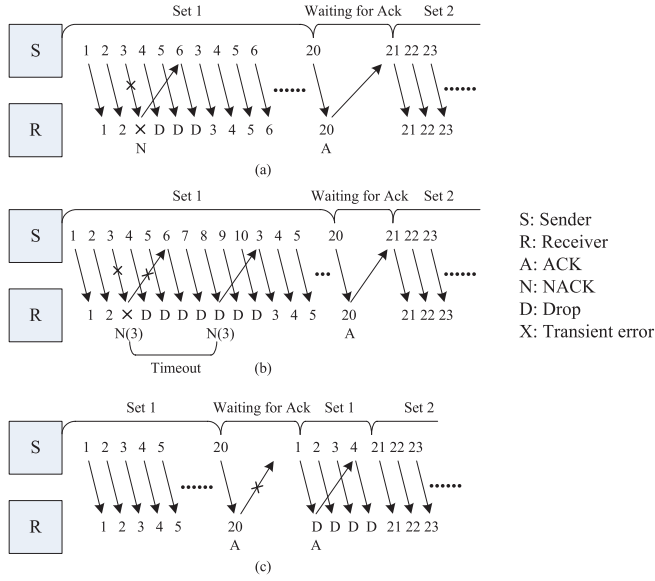 Set 1 Waiting for Ack Set 2
S 1 2 3 4 5 6 3 4 5 6 20 21 22 23
......
R 1 2 × D D D 3 4 5 6 20 21 22 23
N A
(a)
Set 1 Waiting for Ack Set 2
S 1 2 3 4 5 6 7 8 9 10 3 4 5 20 21 22 23
... ......
R 1 2 × D D D D D D D 3 4 5 20 21 22 23
N(3) N(3) A
Timeout (b)
S: Sender
R: Receiver
A: ACK
N: NACK
D: Drop
X: Transient error
Set 1 Waiting for Ack Set 1 Set 2
S 1 2 3 4 5 20 1 2 3 4 21 22 23
...... ......
R 1 2 3 4 5 20 D D D D 21 22 23
A A
(c)